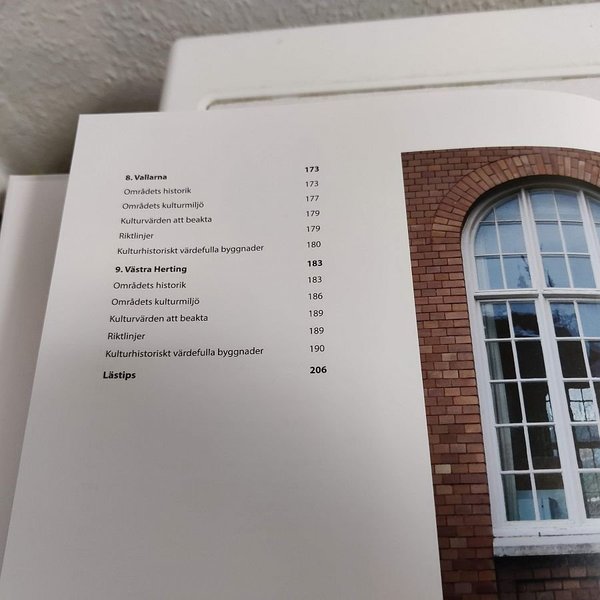 8. Vallarna 173
Områdets historik 173
Områdets kulturmiljö 177
Kulturvärden att beakta 179
Riktlinjer 179
Kulturhistoriskt värdefulla byggnader 180
9. Västra Herting 183
Områdets historik 183
Områdets kulturmiljö 186
Kulturvärden att beakta 189
Riktlinjer 189
Kulturhistoriskt värdefulla byggnader 190
Lästips 206